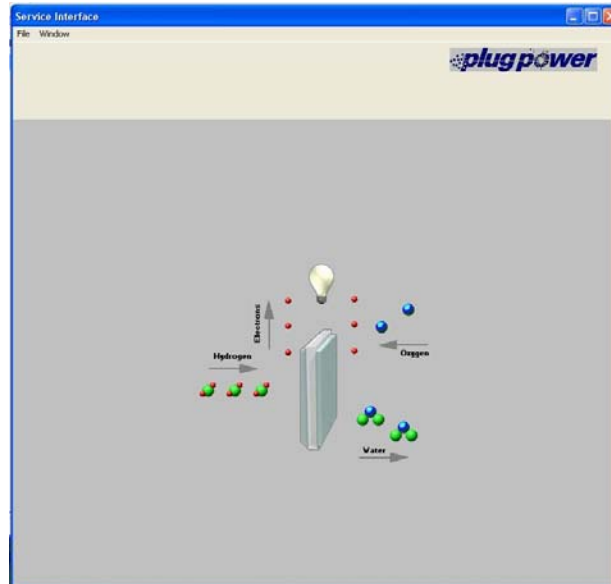 Service Interface
File Window
plugpower
Electrons
Hydrogen
Oxygen
Water